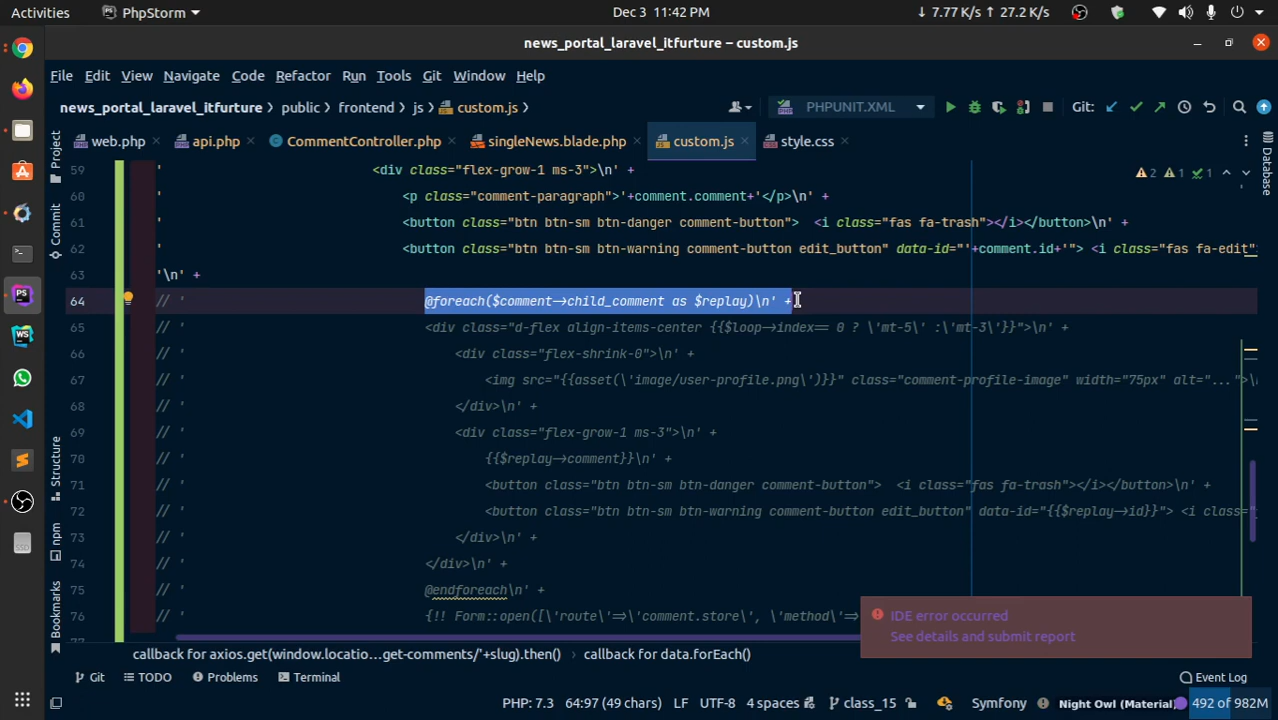 Activities PhpStorm Dec 3 11:42 PM ↓ 7.77 K/s ↑ 27.2 K/s
news_portal_laravel_itfurture – custom.js
File Edit View Navigate Code Refactor Run Tools Git Window Help
news_portal_laravel_itfurture › public › frontend › js › custom.js › PHPUNIT.XML Git:
web.php api.php CommentController.php singleNews.blade.php custom.js style.css
Project
Commit
Structure
npm
Bookmarks
Database
2 1 1
59 ' <div class="flex-grow-1 ms-3">\n' +
60 ' <p class="comment-paragraph">'+comment.comment+'</p>\n' +
61 ' <button class="btn btn-sm btn-danger comment-button"> <i class="fas fa-trash"></i></button>\n' +
62 ' <button class="btn btn-sm btn-warning comment-button edit_button" data-id="'+comment.id+'"> <i class="fas fa-edit"
63 '\n' +
64 // ' @foreach($comment->child_comment as $replay)\n' +
65 // ' <div class="d-flex align-items-center {{$loop->index== 0 ? \'mt-5\' :\'mt-3\'}}">\n' +
66 // ' <div class="flex-shrink-0">\n' +
67 // ' <img src="{{asset(\'image/user-profile.png\')}}" class="comment-profile-image" width="75px" alt="...">\
68 // ' </div>\n' +
69 // ' <div class="flex-grow-1 ms-3">\n' +
70 // ' {{$replay->comment}}\n' +
71 // ' <button class="btn btn-sm btn-danger comment-button"> <i class="fas fa-trash"></i></button>\n' +
72 // ' <button class="btn btn-sm btn-warning comment-button edit_button" data-id="{{$replay->id}}"> <i class=
73 // ' </div>\n' +
74 // ' </div>\n' +
75 // ' @endforeach\n' +
76 // ' {!! Form::open([\'route\'=>\'comment.store\', \'method\'=>
77
IDE error occurred
See details and submit report
callback for axios.get(window.locatio...get-comments/'+slug).then() › callback for data.forEach()
Git TODO Problems Terminal Event Log
PHP: 7.3 64:97 (49 chars) LF UTF-8 4 spaces class_15 Symfony Night Owl (Material) 492 of 982M
SSD